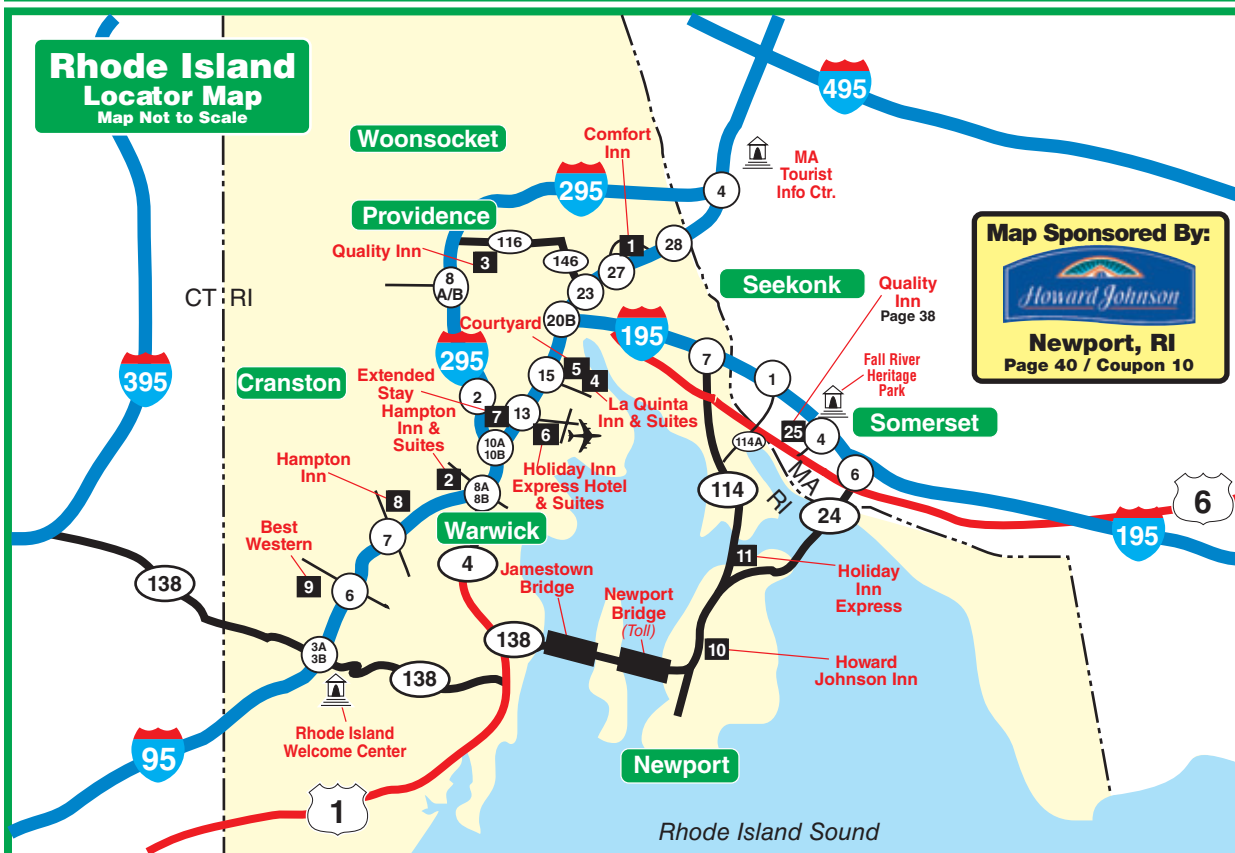 Rhode Island
Locator Map
Map Not to Scale
495
Woonsocket
Comfort
Inn
MA
Tourist
Info Ctr.
295
4
Providence
Quality Inn
3
116
146
1
28
27
23
8
A/B
CT
RI
Map Sponsored By:
Howard Johnson
Newport, RI
Page 40 / Coupon 10
Seekonk
Quality
Inn
Page 38
20B
195
Courtyard
5
4
15
La Quinta
Inn & Suites
7
1
Fall River
Heritage
Park
Somerset
395
295
Cranston
2
Extended
Stay
7
13
Hampton
Inn &
Suites
2
10A
10B
6
Holiday Inn
Express Hotel
& Suites
8A
8B
114A
25
4
6
MA
RI
114
24
6
195
Hampton
Inn
8
7
Best
Western
9
6
Warwick
4
Jamestown
Bridge
Newport
Bridge
(Toll)
11
Holiday
Inn
Express
138
3A
3B
138
138
10
Howard
Johnson Inn
Rhode Island
Welcome Center
95
1
Newport
Rhode Island Sound